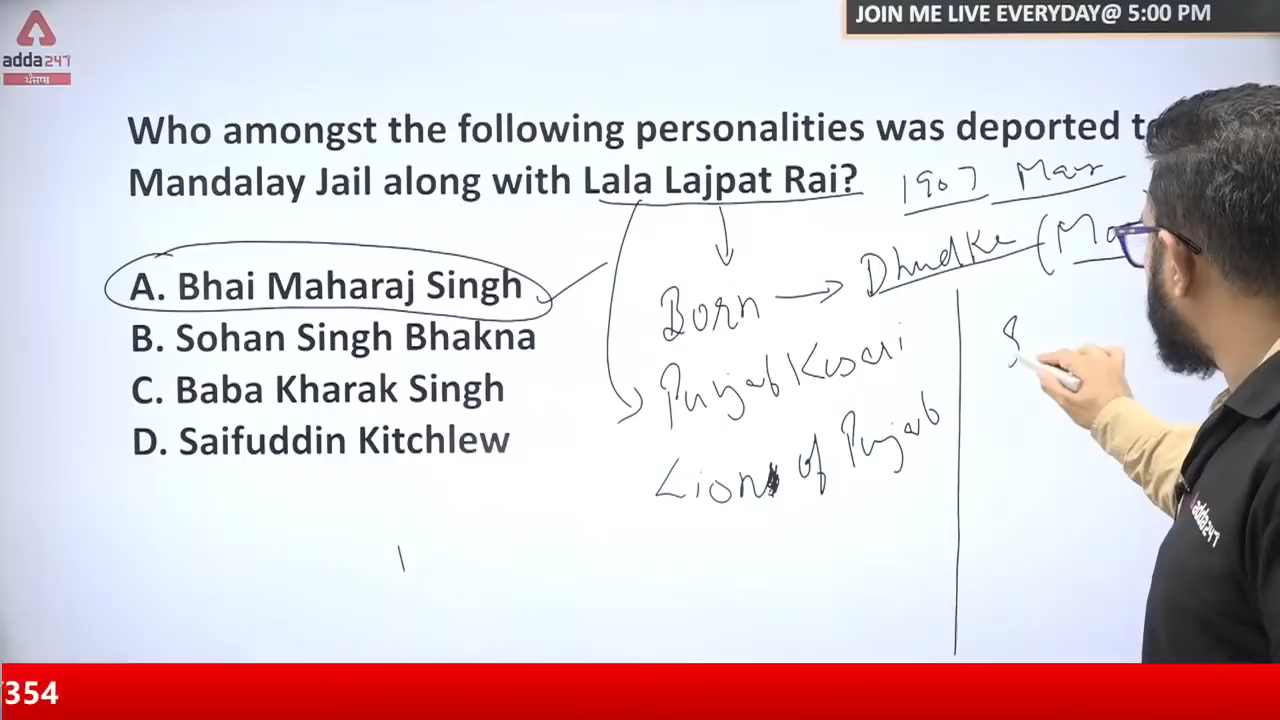 JOIN ME LIVE EVERYDAY@ 5:00 PM
adda247
ਪੰਜਾਬ
Who amongst the following personalities was deported t
Mandalay Jail along with Lala Lajpat Rai?
1907
A. Bhai Maharaj Singh
B. Sohan Singh Bhakna
C. Baba Kharak Singh
D. Saifuddin Kitchlew
Born → Dhudke (Mo
Punjab Kesari
Lion of Punjab
adda247
354